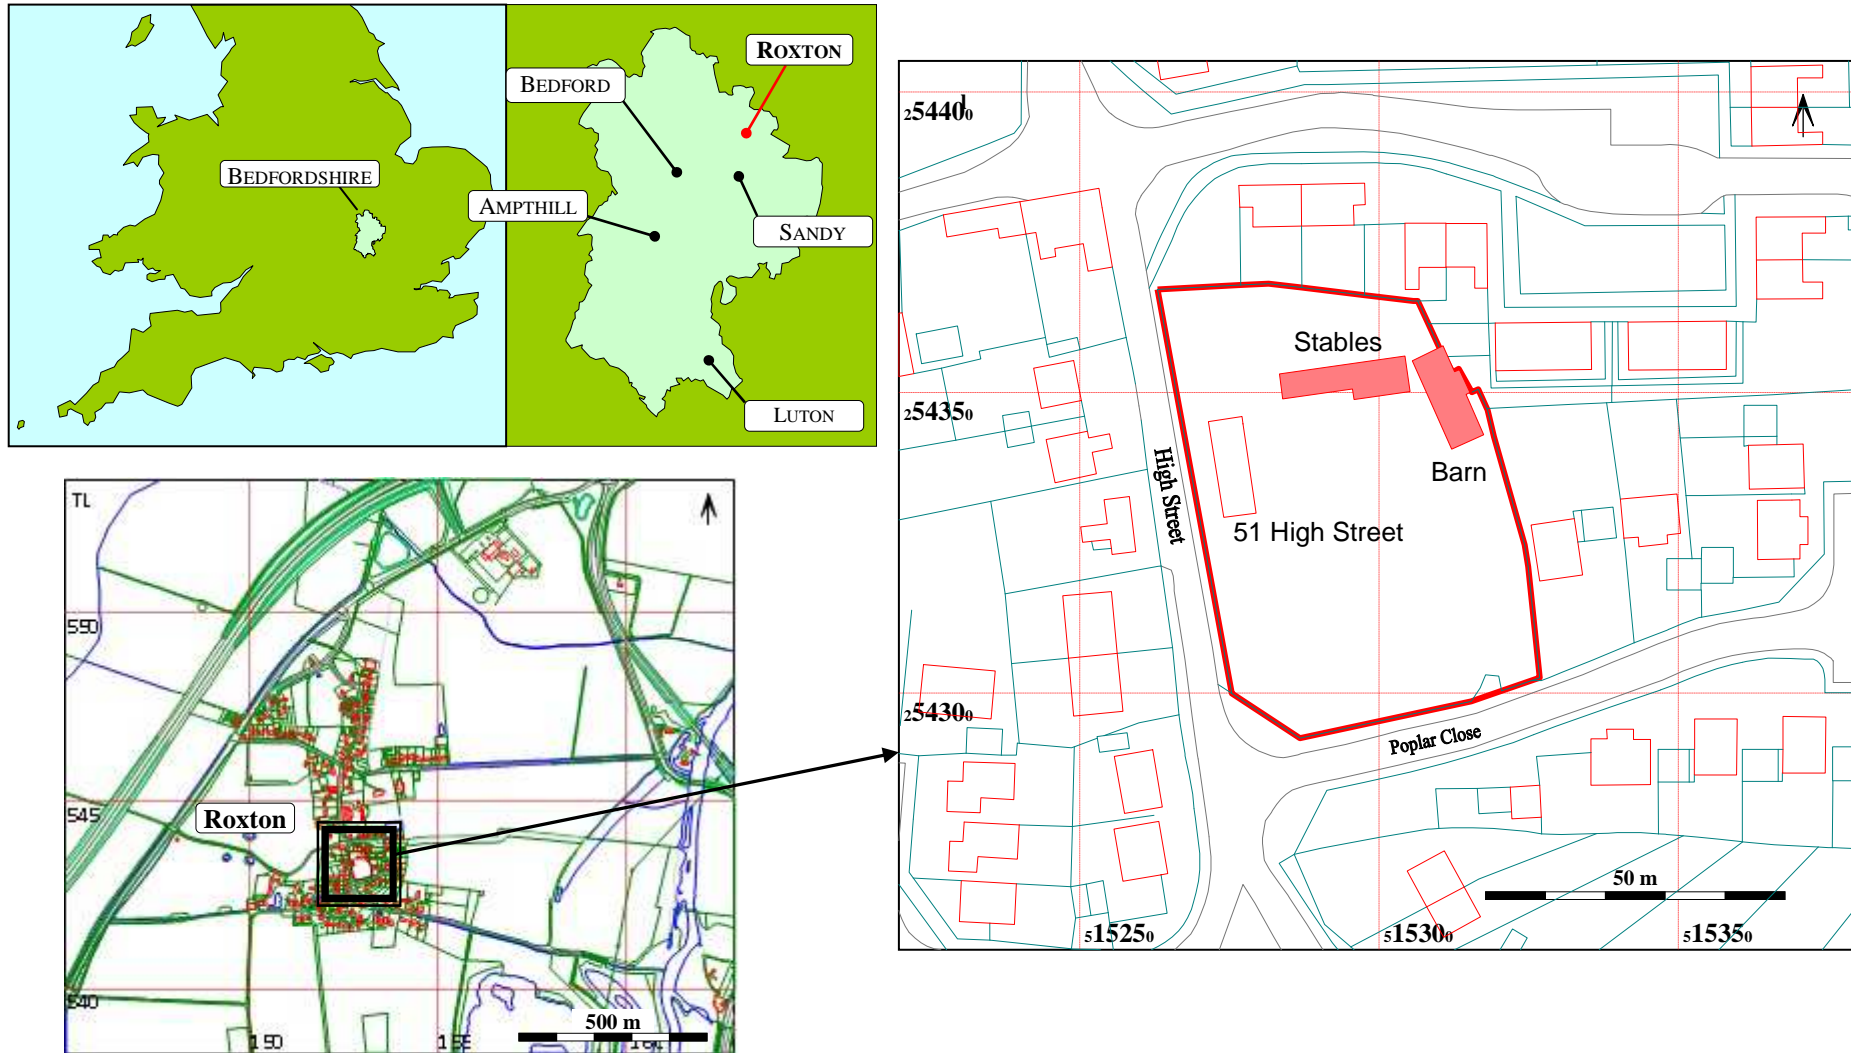 BEDFORDSHIRE
ROXTON
BEDFORD
AMPTHILL
SANDY
LUTON
TL
550
545
540
150
155
Roxton
500 m
254400
254350
254300
Stables
Barn
51 High Street
High Street
Poplar Close
50 m
515250
515300
515350